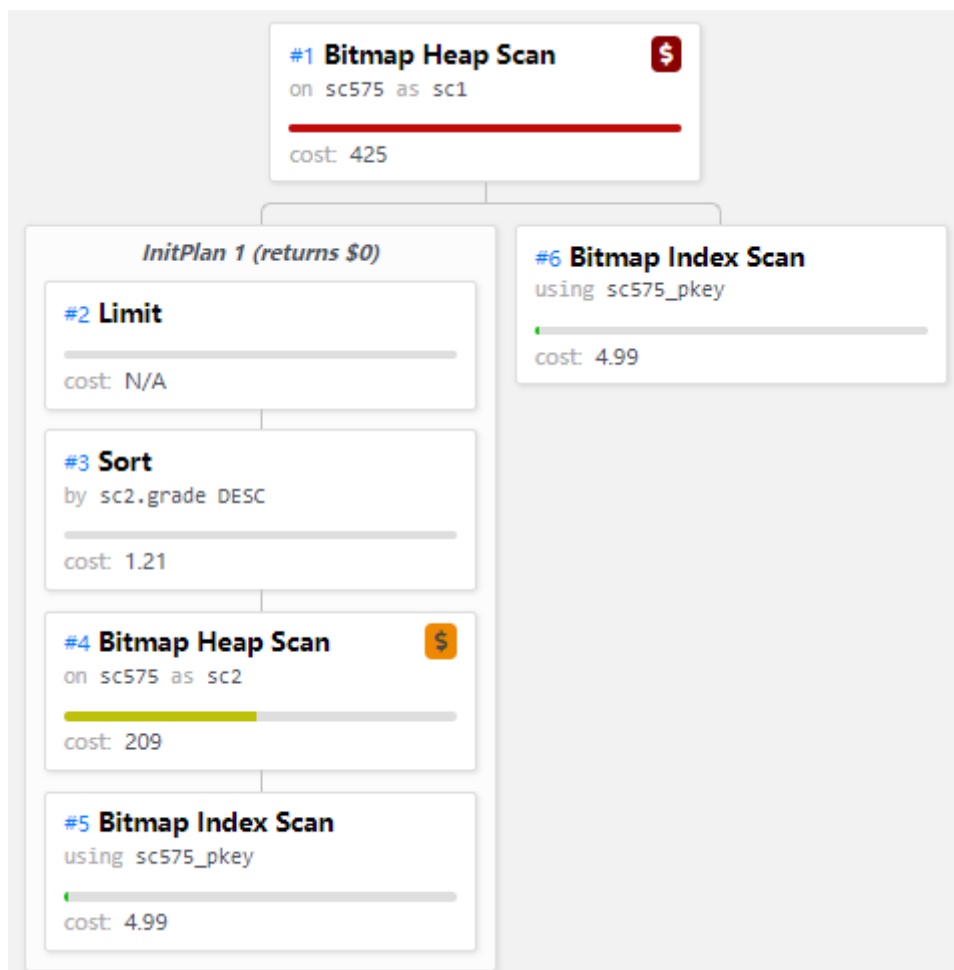 #1 Bitmap Heap Scan $
on sc575 as sc1
cost: 425
InitPlan 1 (returns $0)
#2 Limit
cost: N/A
#3 Sort
by sc2.grade DESC
cost: 1.21
#4 Bitmap Heap Scan $
on sc575 as sc2
cost: 209
#5 Bitmap Index Scan
using sc575_pkey
cost: 4.99
#6 Bitmap Index Scan
using sc575_pkey
cost: 4.99